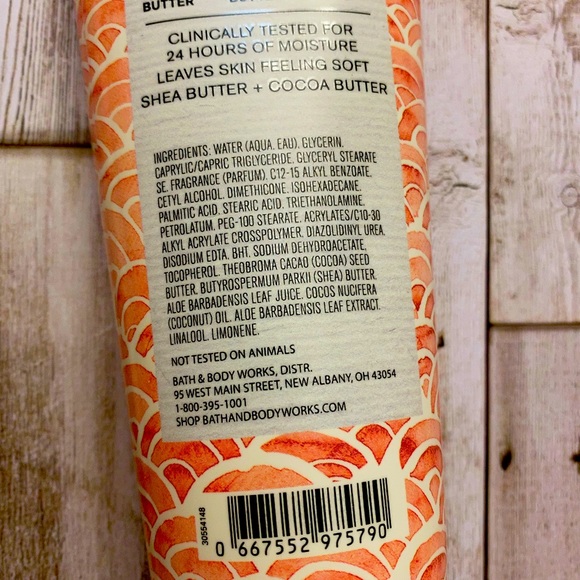 BUTTER
CLINICALLY TESTED FOR
24 HOURS OF MOISTURE
LEAVES SKIN FEELING SOFT
SHEA BUTTER + COCOA BUTTER
INGREDIENTS: WATER (AQUA, EAU), GLYCERIN,
CAPRYLIC/CAPRIC TRIGLYCERIDE, GLYCERYL STEARATE
SE, FRAGRANCE (PARFUM), C12-15 ALKYL BENZOATE,
CETYL ALCOHOL, DIMETHICONE, ISOHEXADECANE,
PALMITIC ACID, STEARIC ACID, TRIETHANOLAMINE,
PETROLATUM, PEG-100 STEARATE, ACRYLATES/C10-30
ALKYL ACRYLATE CROSSPOLYMER, DIAZOLIDINYL UREA,
DISODIUM EDTA, BHT, SODIUM DEHYDROACETATE,
TOCOPHEROL, THEOBROMA CACAO (COCOA) SEED
BUTTER, BUTYROSPERMUM PARKII (SHEA) BUTTER,
ALOE BARBADENSIS LEAF JUICE, COCOS NUCIFERA
(COCONUT) OIL, ALOE BARBADENSIS LEAF EXTRACT,
LINALOOL, LIMONENE.
NOT TESTED ON ANIMALS
BATH & BODY WORKS, DISTR.
95 WEST MAIN STREET, NEW ALBANY, OH 43054
1-800-395-1001
SHOP BATHANDBODYWORKS.COM
30554148
0 667552 975790